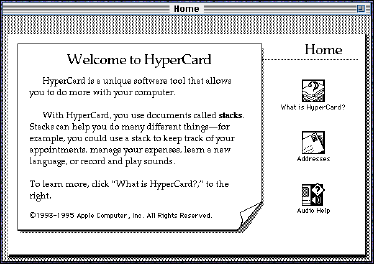 Home
Welcome to HyperCard
HyperCard is a unique software tool that allows
you to do more with your computer.
With HyperCard, you use documents called stacks.
Stacks can help you do many different things—for
example, you could use a stack to keep track of your
appointments, manage your expenses, learn a new
language, or record and play sounds.
To learn more, click "What is HyperCard?," to the
right.
©1993-1995 Apple Computer, Inc. All Rights Reserved.
Home
What is HyperCard?
Addresses
Audio Help